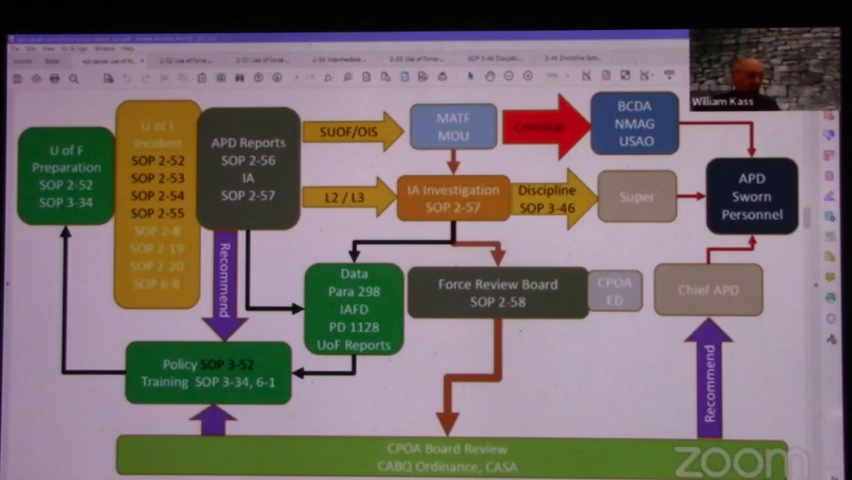 William Kass
U of F
Preparation
SOP 2-52
SOP 3-34
U of F
Incident
SOP 2-52
SOP 2-53
SOP 2-54
SOP 2-55
SOP 2-8
SOP 2-19
SOP 2-20
SOP 6-8
APD Reports
SOP 2-56
IA
SOP 2-57
SUOF/OIS
L2 / L3
MATF
MOU
Criminal
BCDA
NMAG
USAO
IA Investigation
SOP 2-57
Discipline
SOP 3-46
Super
APD
Sworn
Personnel
Recommend
Data
Para 298
IAFD
PD 1128
UoF Reports
Force Review Board
SOP 2-58
CPOA
ED
Chief APD
Policy SOP 3-52
Training SOP 3-34, 6-1
Recommend
CPOA Board Review
CABQ Ordinance, CASA
zoom